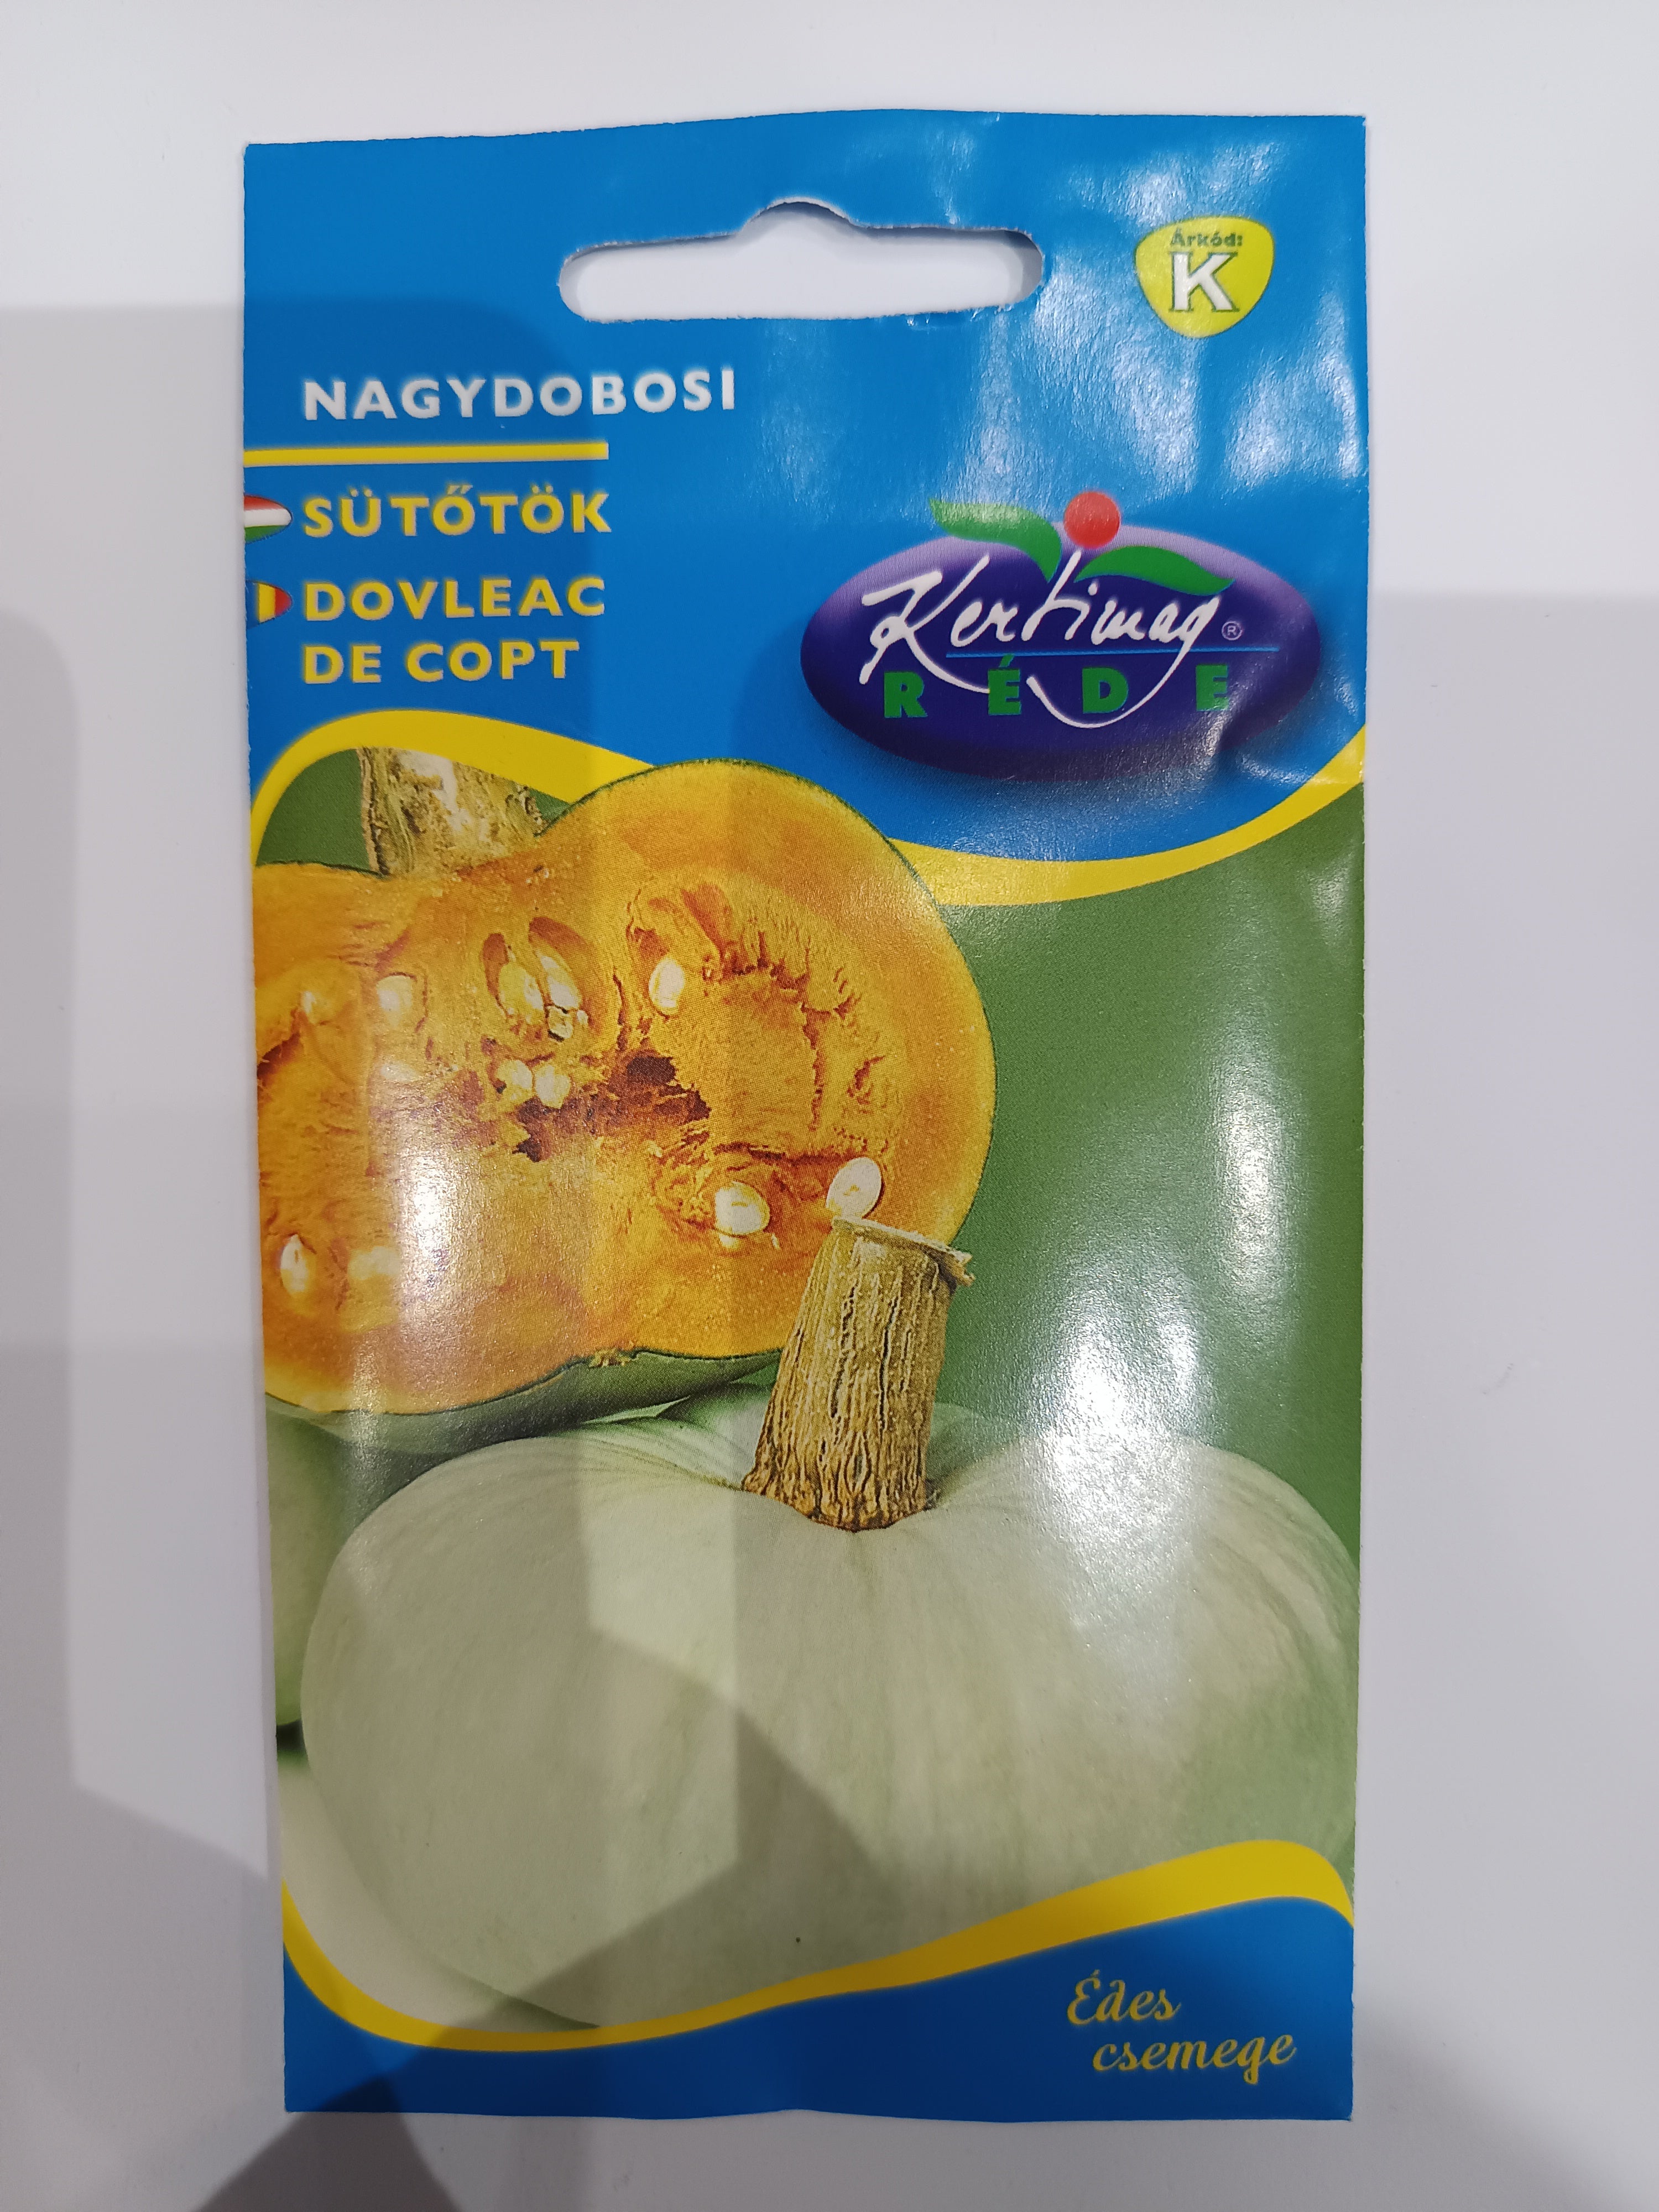 Árkód:
K
NAGYDOBOSI
SÜTŐTÖK
DOVLEAC
DE COPT
Kertimag®
RÉDE
Édes
csemege